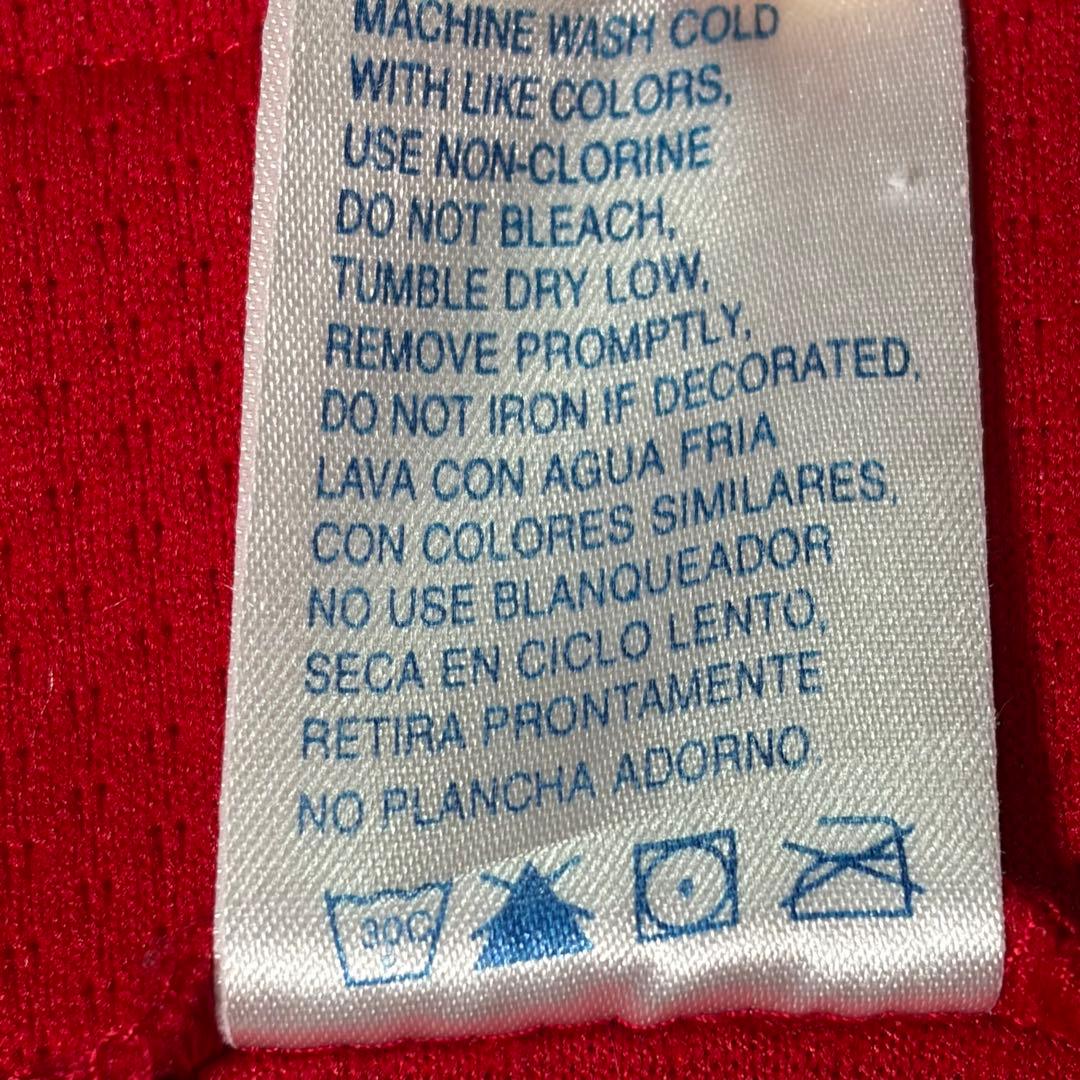 MACHINE WASH COLD
WITH LIKE COLORS,
USE NON-CLORINE
DO NOT BLEACH,
TUMBLE DRY LOW,
REMOVE PROMPTLY,
DO NOT IRON IF DECORATED,
LAVA CON AGUA FRIA
CON COLORES SIMILARES,
NO USE BLANQUEADOR
SECA EN CICLO LENTO,
RETIRA PRONTAMENTE
NO PLANCHA ADORNO.
30C